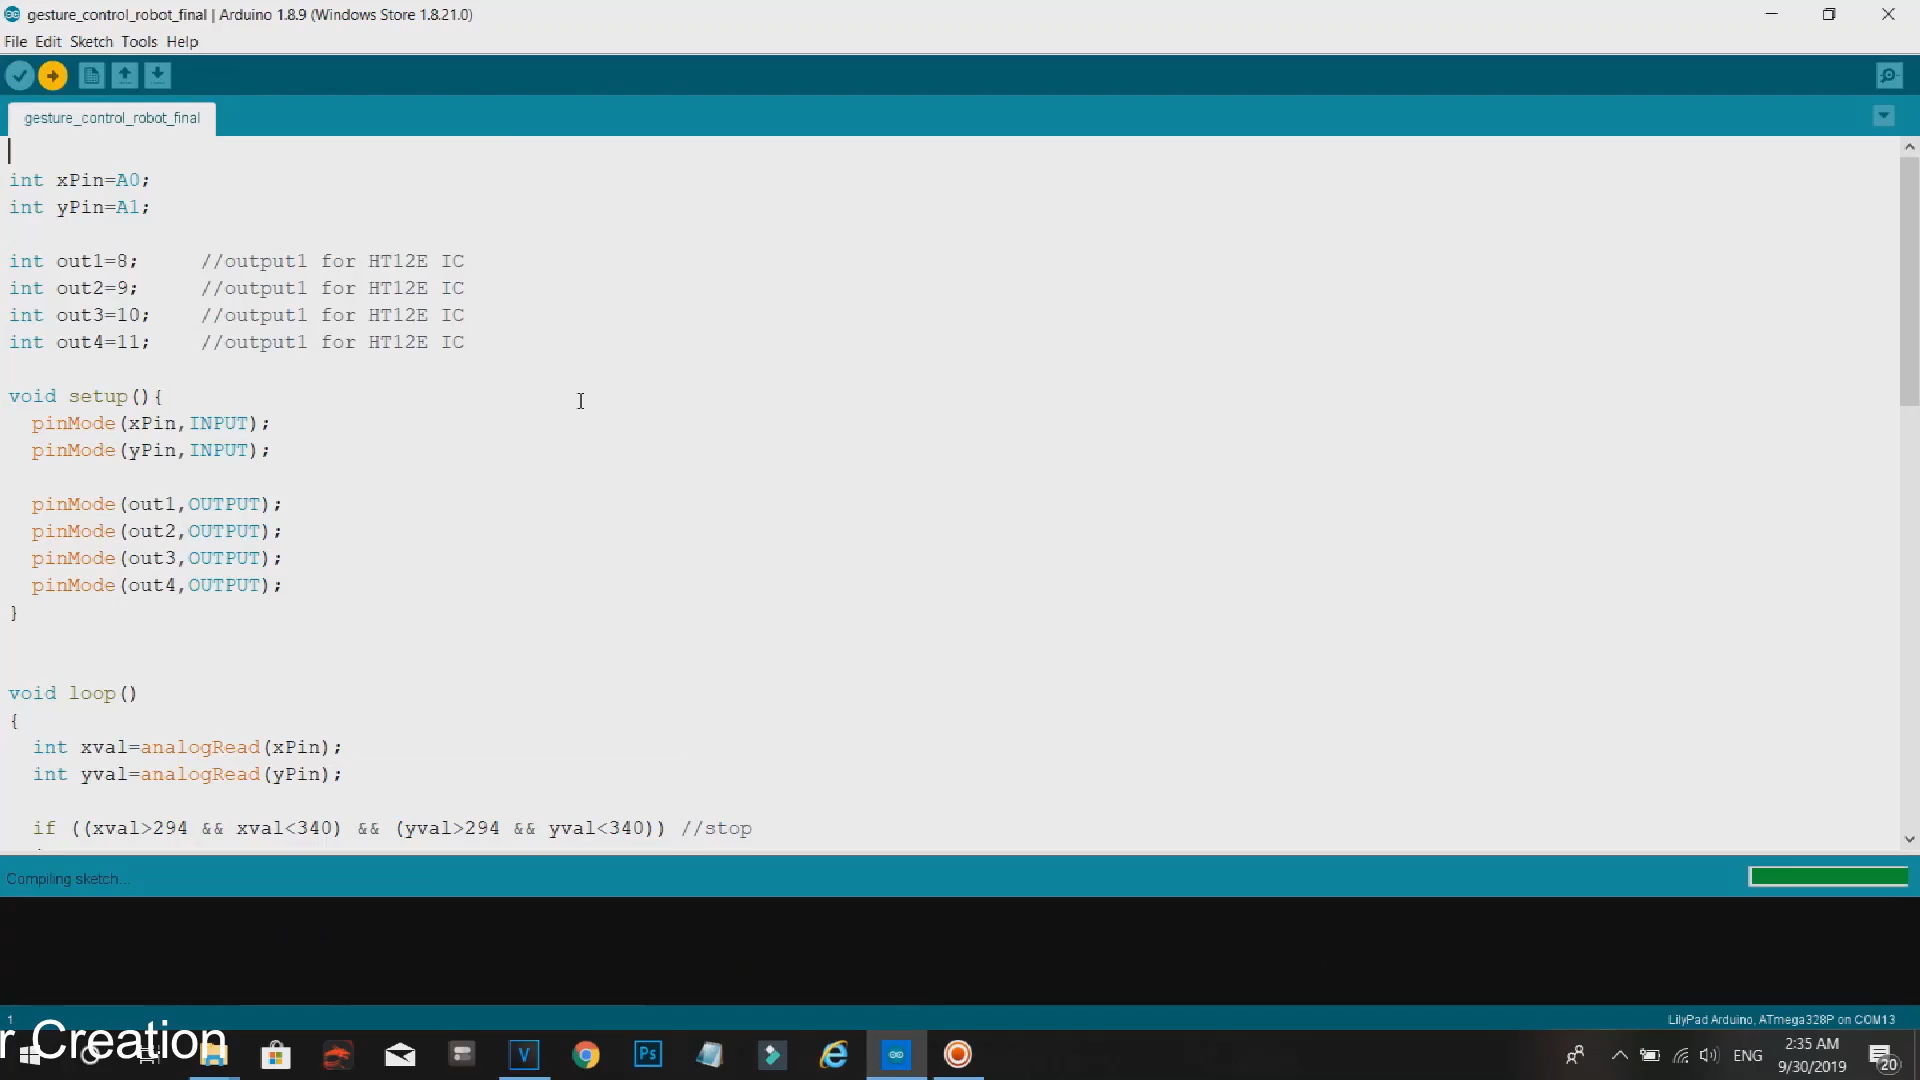 gesture_control_robot_final | Arduino 1.8.9 (Windows Store 1.8.21.0)
File Edit Sketch Tools Help
gesture_control_robot_final
int xPin=A0;
int yPin=A1;
int out1=8;     //output1 for HT12E IC
int out2=9;     //output1 for HT12E IC
int out3=10;    //output1 for HT12E IC
int out4=11;    //output1 for HT12E IC
void setup(){
  pinMode(xPin,INPUT);
  pinMode(yPin,INPUT);
  pinMode(out1,OUTPUT);
  pinMode(out2,OUTPUT);
  pinMode(out3,OUTPUT);
  pinMode(out4,OUTPUT);
}
void loop()
{
  int xval=analogRead(xPin);
  int yval=analogRead(yPin);
  if ((xval>294 && xval<340) && (yval>294 && yval<340)) //stop
Compiling sketch...
1
LilyPad Arduino, ATmega328P on COM13
r Creation
V
Ps
ENG
2:35 AM
9/30/2019
20